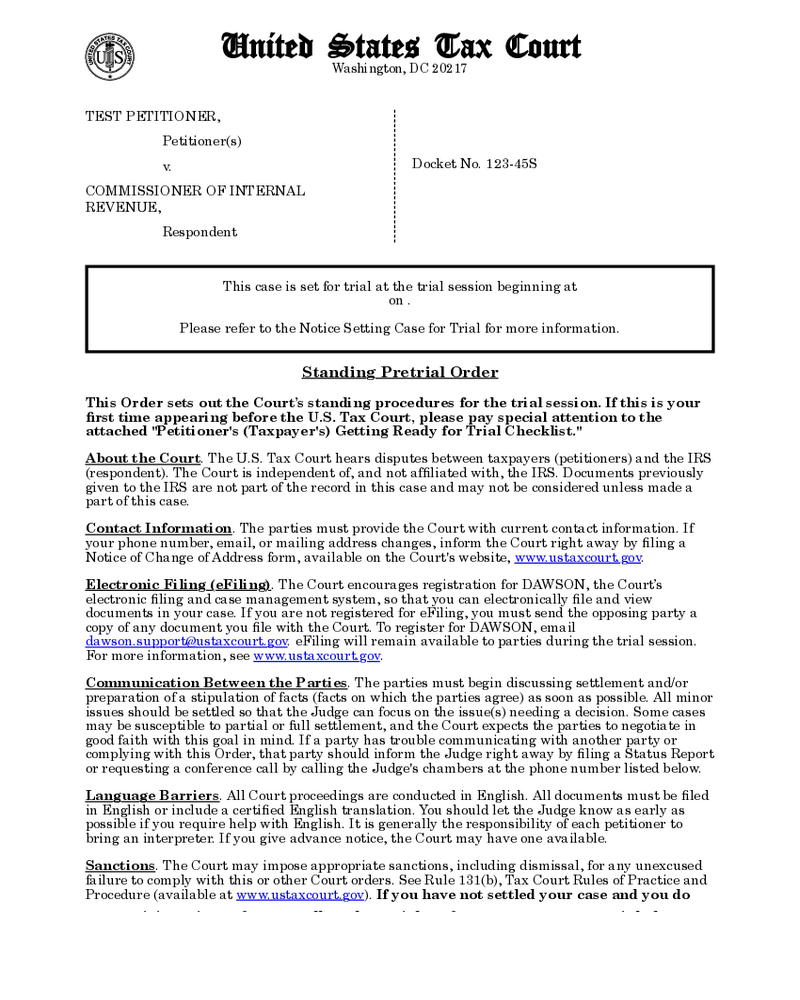 United States Tax Court
Washington, DC 20217
TEST PETITIONER,
Petitioner(s)
v.
COMMISSIONER OF INTERNAL
REVENUE,
Respondent
Docket No. 123-45S
This case is set for trial at the trial session beginning at
on .
Please refer to the Notice Setting Case for Trial for more information.
Standing Pretrial Order
This Order sets out the Court's standing procedures for the trial session. If this is your
first time appearing before the U.S. Tax Court, please pay special attention to the
attached "Petitioner's (Taxpayer's) Getting Ready for Trial Checklist."
About the Court. The U.S. Tax Court hears disputes between taxpayers (petitioners) and the IRS
(respondent). The Court is independent of, and not affiliated with, the IRS. Documents previously
given to the IRS are not part of the record in this case and may not be considered unless made a
part of this case.
Contact Information. The parties must provide the Court with current contact information. If
your phone number, email, or mailing address changes, inform the Court right away by filing a
Notice of Change of Address form, available on the Court's website, www.ustaxcourt.gov.
Electronic Filing (eFiling). The Court encourages registration for DAWSON, the Court's
electronic filing and case management system, so that you can electronically file and view
documents in your case. If you are not registered for eFiling, you must send the opposing party a
copy of any document you file with the Court. To register for DAWSON, email
dawson.support@ustaxcourt.gov. eFiling will remain available to parties during the trial session.
For more information, see www.ustaxcourt.gov.
Communication Between the Parties. The parties must begin discussing settlement and/or
preparation of a stipulation of facts (facts on which the parties agree) as soon as possible. All minor
issues should be settled so that the Judge can focus on the issue(s) needing a decision. Some cases
may be susceptible to partial or full settlement, and the Court expects the parties to negotiate in
good faith with this goal in mind. If a party has trouble communicating with another party or
complying with this Order, that party should inform the Judge right away by filing a Status Report
or requesting a conference call by calling the Judge's chambers at the phone number listed below.
Language Barriers. All Court proceedings are conducted in English. All documents must be filed
in English or include a certified English translation. You should let the Judge know as early as
possible if you require help with English. It is generally the responsibility of each petitioner to
bring an interpreter. If you give advance notice, the Court may have one available.
Sanctions. The Court may impose appropriate sanctions, including dismissal, for any unexcused
failure to comply with this or other Court orders. See Rule 131(b), Tax Court Rules of Practice and
Procedure (available at www.ustaxcourt.gov). If you have not settled your case and you do